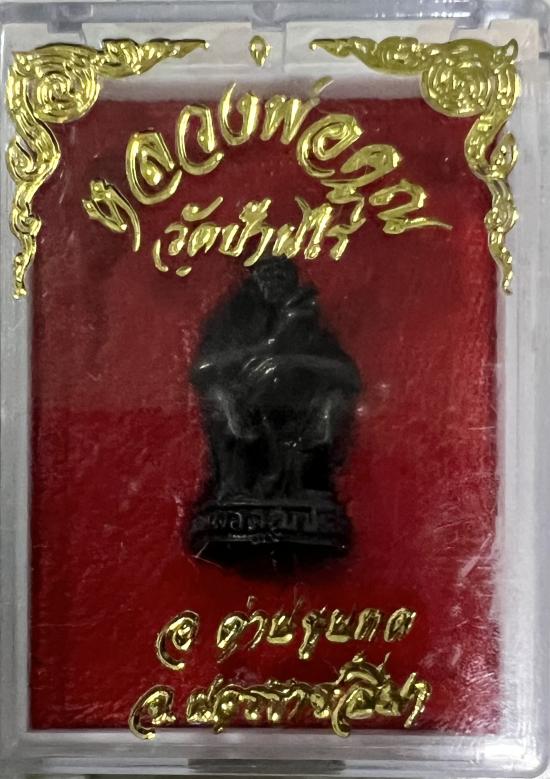 หลวงพ่อคูณ
วัดบ้านไร่
อ ด่านขุนทด
จ. นครราชสีมา